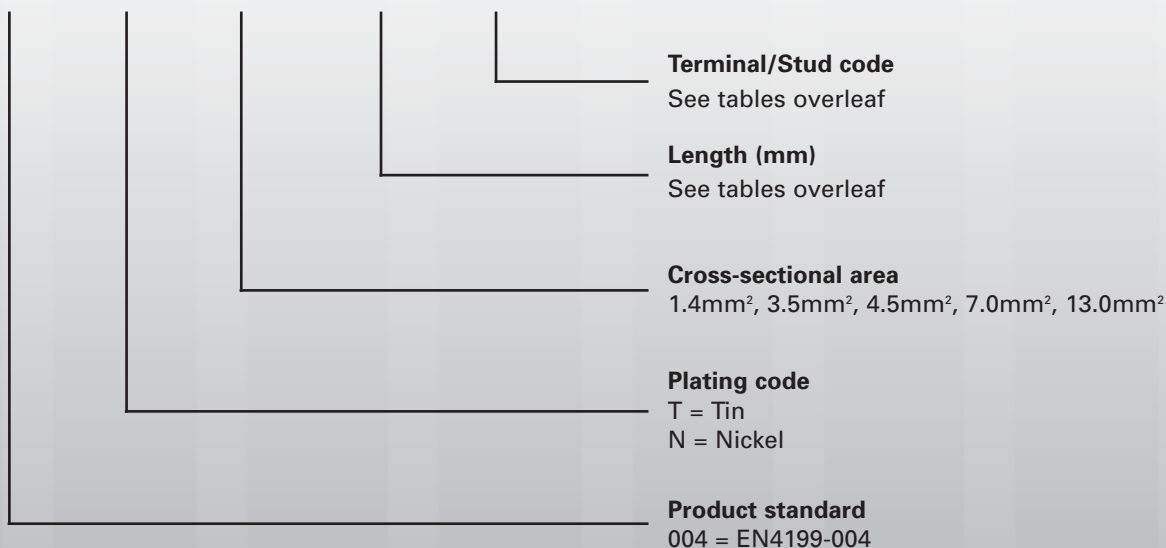 Terminal/Stud code
See tables overleaf
Length (mm)
See tables overleaf
Cross-sectional area
1.4mm², 3.5mm², 4.5mm², 7.0mm², 13.0mm²
Plating code
T = Tin
N = Nickel
Product standard
004 = EN4199-004